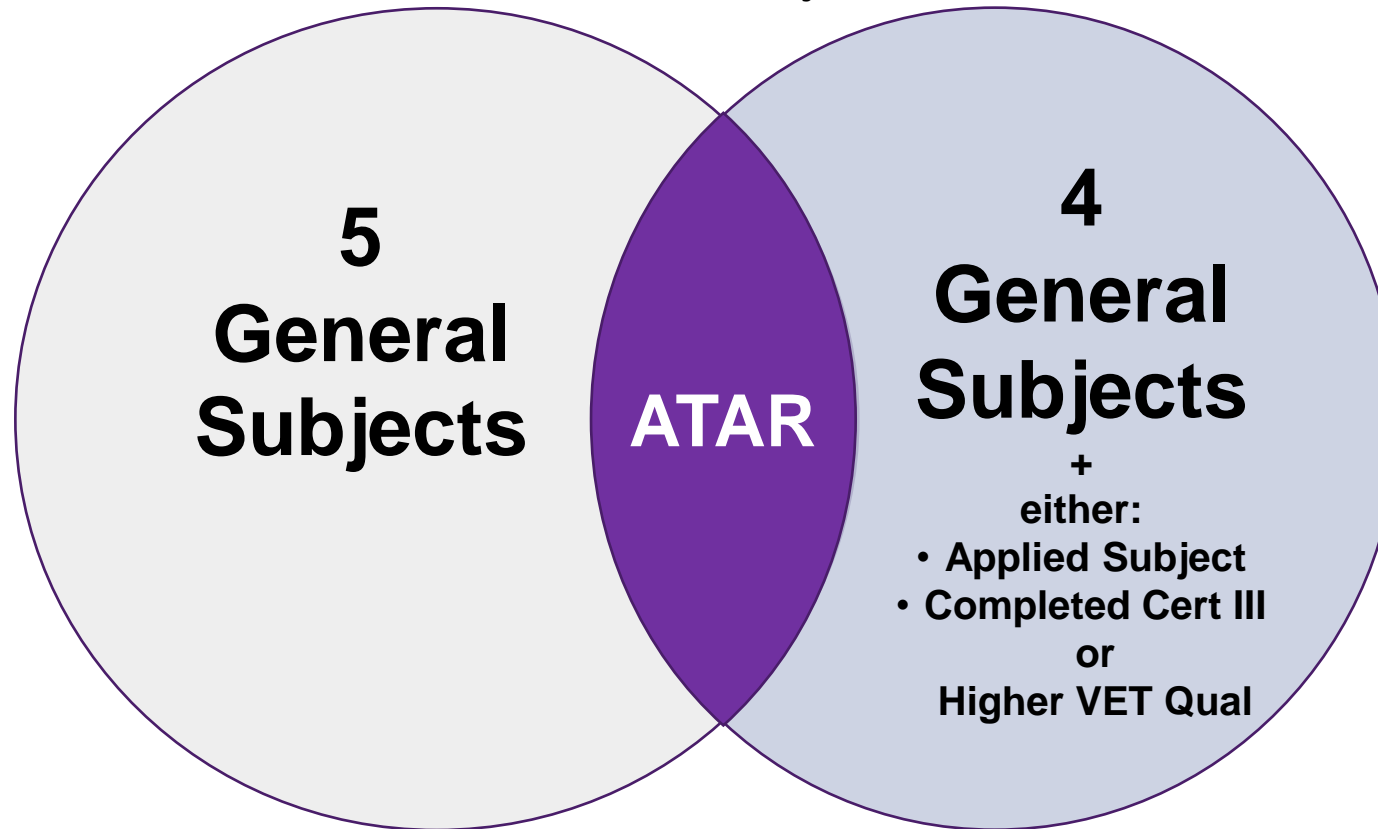 5
General
Subjects
ATAR
4
General
Subjects
+
either:
• Applied Subject
• Completed Cert III
or
Higher VET Qual